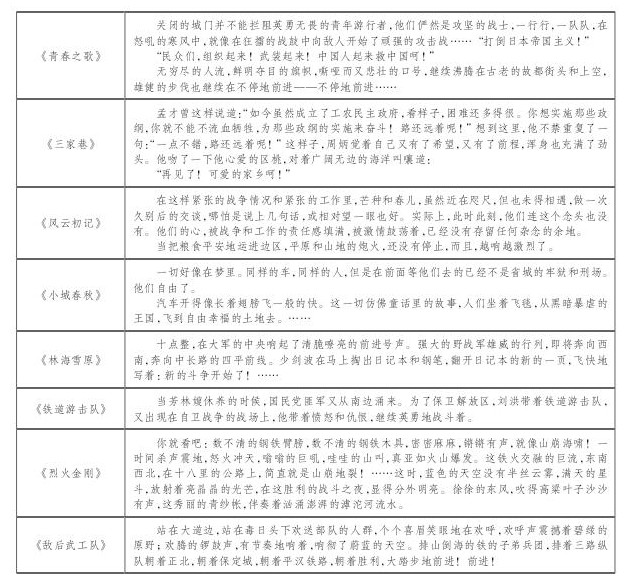 《青春之歌》
关闭的城门并不能拦阻英勇无畏的青年游行者,他们俨然是攻坚的战士,一行行,一队队,在
怒吼的寒风中,就像在狂擂的战鼓中向敌人开始了顽强的攻击战……“打倒日本帝国主义!”
“民众们,组织起来!武装起来!中国人起来救中国呵!”
无穷尽的人流,鲜明夺目的旗帜,嘶哑而又悲壮的口号,继续沸腾在古老的故都街头和上空,
雄健的步伐也继续在不停地前进——不停地前进……
《三家巷》
孟才曾这样说道:“如今虽然成立了工农民主政府,看样子,困难还多得很。你想实施那些政
纲,你就不能不流血牺牲,为那些政纲的实施来奋斗!路还远着呢!”想到这里,他不禁重复了一
句:“一点不错,路还远着呢!”这样子,周炳觉着自己又有了希望,又有了前程,浑身也充满了劲
头。他吻了一下他心爱的区桃,对着广阔无边的海洋叫嚷道:
“再见了!可爱的家乡呵!”
《风云初记》
在这样紧张的战争情况和紧张的工作里,芒种和春儿,虽然近在咫尺,但也未得相遇,做一次
久别后的交谈,哪怕是说上几句话,或相对望一眼也好。实际上,此时此刻,他们连这个念头也没
有。他们的心,被战争和工作的责任感填满,被激情鼓荡着,已经没有存留任何杂念的余地。
当把粮食平安地运进边区,平原和山地的炮火,还没有停止,而且,越响越激烈了。
《小城春秋》
一切好像在梦里。同样的车,同样的人,但是在前面等他们去的已经不是省城的牢狱和刑场。
他们自由了。
汽车开得像长着翅膀飞一般的快。这一切仿佛童话里的故事,人们坐着飞毯,从黑暗暴虐的
王国,飞到自由幸福的土地去。……
《林海雪原》
十点整,在大军的中央响起了清脆嘹亮的前进号声。强大的野战军雄威的行列,即将奔向西
南,奔向中长路的四平前线。少剑波在马上掏出日记本和钢笔,翻开日记本的新的一页,飞快地
写着:新的斗争开始了!……
《铁道游击队》
当芳林嫂休养的时候,国民党匪军又从南边涌来。为了保卫解放区,刘洪带着铁道游击队,
又出现在自卫战争的战场上,他带着愤怒和仇恨,继续英勇地战斗着。
《烈火金刚》
你就看吧:数不清的钢铁臂膀,数不清的钢铁木具,密密麻麻,锵锵有声,就像山崩海啸!一
时间杀声震地,怒火冲天,嗡嗡的巨吼,哇哇的山叫,真亚如火山爆发。这铁火交融的巨流,东南
西北,在十八里的公路上,简直就是山崩地裂!……这时,蓝色的天空没有半丝云雾,满天的星
斗,放射着亮晶晶的光芒,在这胜利的战斗之夜,显得分外明亮。徐徐的东风,吹得高粱叶子沙沙
有声,这秀丽的青纱帐,伴奏着汹涌澎湃的滹沱河流水。
《敌后武工队》
站在大道边,站在毒日头下欢送部队的人群,个个喜眉笑眼地在欢呼,欢呼声震撼着碧绿的
原野;欢腾的锣鼓声,有节奏地响着,响彻了蔚蓝的天空。排山倒海的铁的子弟兵团,排着三路纵
队朝着正北,朝着保定城,朝着平汉铁路,朝着胜利,大踏步地前进!前进!